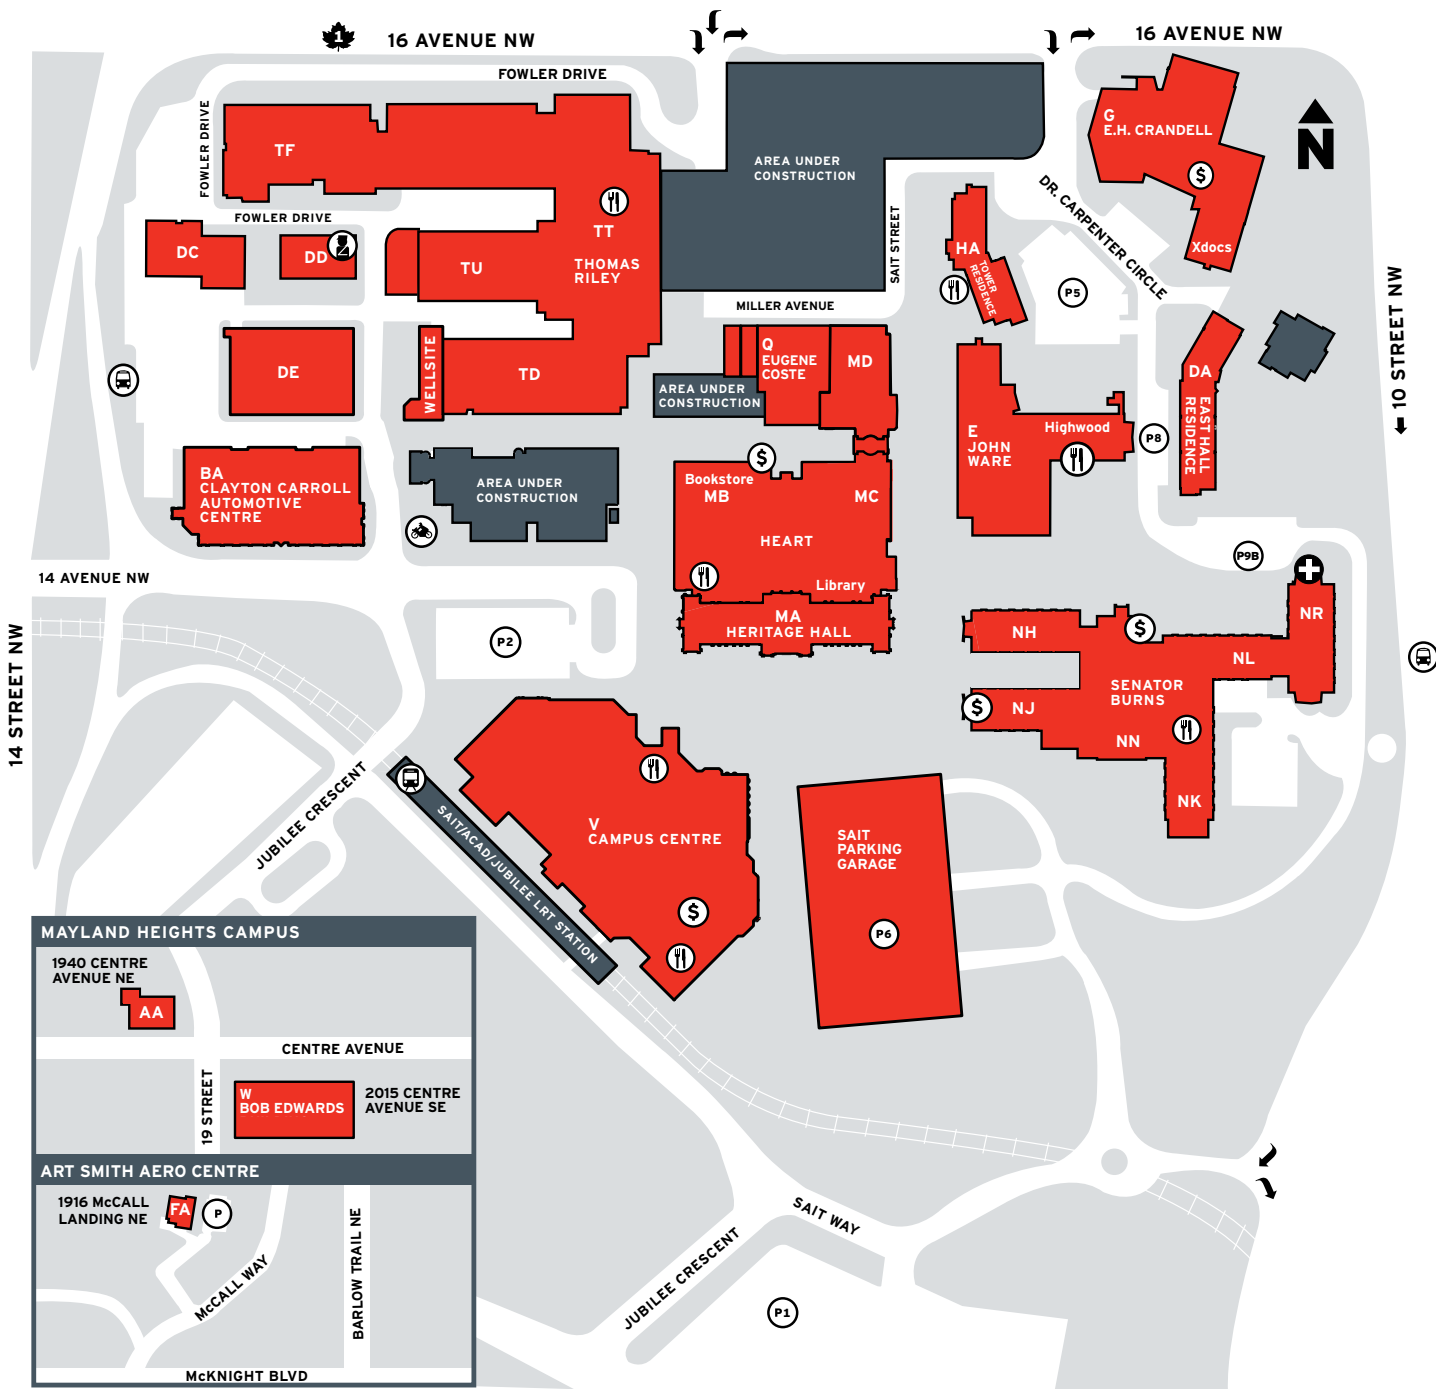 1
16 AVENUE NW
16 AVENUE NW
FOWLER DRIVE
FOWLER DRIVE
FOWLER DRIVE
TF
TT
THOMAS
RILEY
TU
TD
WELLSITE
DC
DD
DE
BA
CLAYTON CARROLL
AUTOMOTIVE
CENTRE
AREA UNDER
CONSTRUCTION
SAIT STREET
MILLER AVENUE
G
E.H. CRANDELL
$
Xdocs
N
DR. CARPENTER CIRCLE
HA
TOWER
RESIDENCE
P5
10 STREET NW
Q
EUGENE
COSTE
MD
AREA UNDER
CONSTRUCTION
AREA UNDER
CONSTRUCTION
E
JOHN
WARE
Highwood
P8
DA
EAST HALL
RESIDENCE
$
Bookstore
MB
MC
HEART
Library
MA
HERITAGE HALL
P9B
14 AVENUE NW
14 STREET NW
P2
NH
$
NR
NL
SENATOR
BURNS
$
NJ
NN
NK
JUBILEE CRESCENT
SAIT/ACAD/JUBILEE LRT STATION
V
CAMPUS CENTRE
$
SAIT
PARKING
GARAGE
P6
MAYLAND HEIGHTS CAMPUS
1940 CENTRE
AVENUE NE
AA
CENTRE AVENUE
19 STREET
W
BOB EDWARDS
2015 CENTRE
AVENUE SE
ART SMITH AERO CENTRE
1916 McCALL
LANDING NE
FA
P
McCALL WAY
BARLOW TRAIL NE
McKNIGHT BLVD
SAIT WAY
JUBILEE CRESCENT
P1